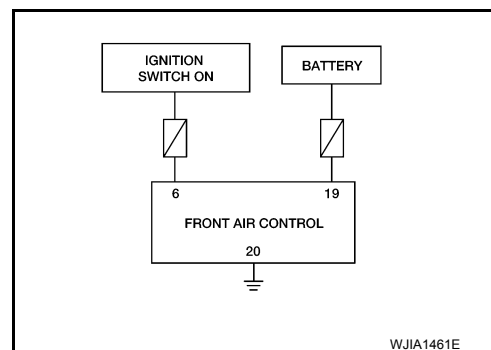 IGNITION
SWITCH ON
BATTERY
6
19
FRONT AIR CONTROL
20
WJIA1461E